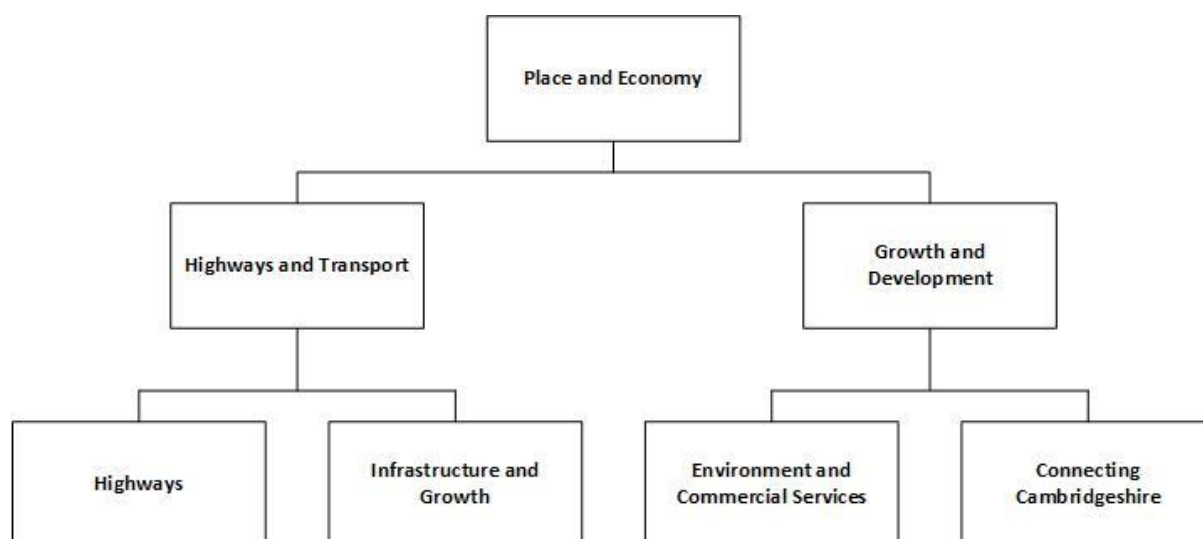 Place and Economy
Highways and Transport
Growth and
Development
Highways
Infrastructure and
Growth
Environment and
Commercial Services
Connecting
Cambridgeshire